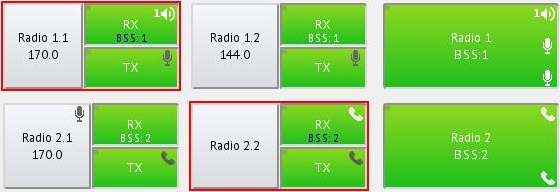 Radio 1.1
170.0
1
RX
BSS:1
TX
Radio 1.2
144.0
RX
BSS:1
TX
1
Radio 1
BSS:1
Radio 2.1
170.0
RX
BSS:2
TX
Radio 2.2
RX
BSS:2
TX
Radio 2
BSS:2